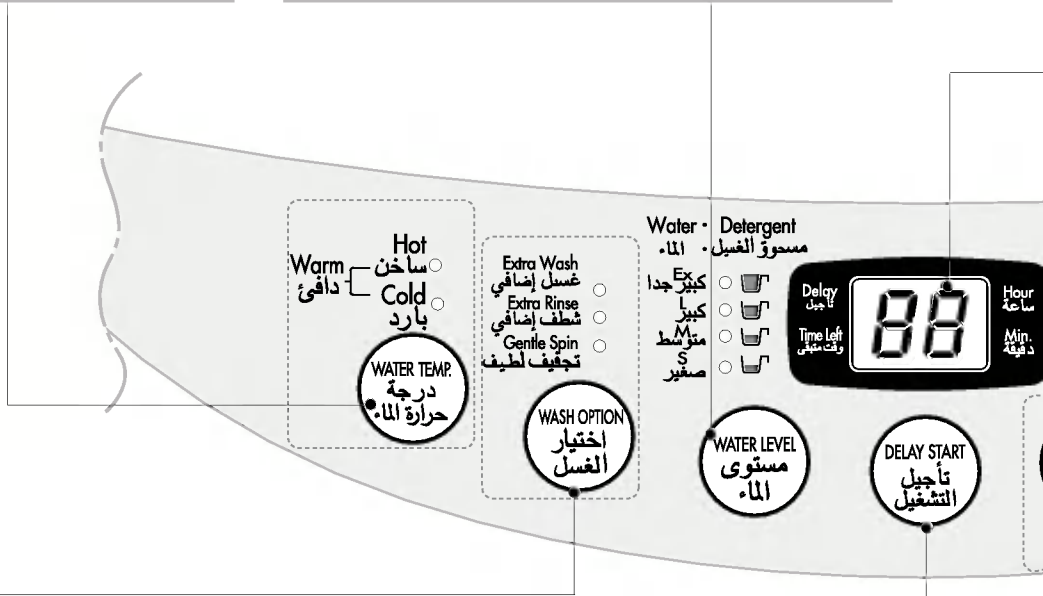 Hot
ساخن
Warm
دافئ
Cold
بارد
WATER TEMP.
درجة
حرارة الماء
Extra Wash
غسل إضافي
Extra Rinse
شطف إضافي
Gentle Spin
تجفيف لطيف
WASH OPTION
اختيار
الغسل
Water · Detergent
الماء · مسحوق الغسيل
Ex
كبير جدا
L
كبير
M
متوسط
S
صغير
WATER LEVEL
مستوى
الماء
Delay
تأجيل
Time Left
وقت متبقى
88
Hour
ساعة
Min.
دقيقة
DELAY START
تأجيل
التشغيل